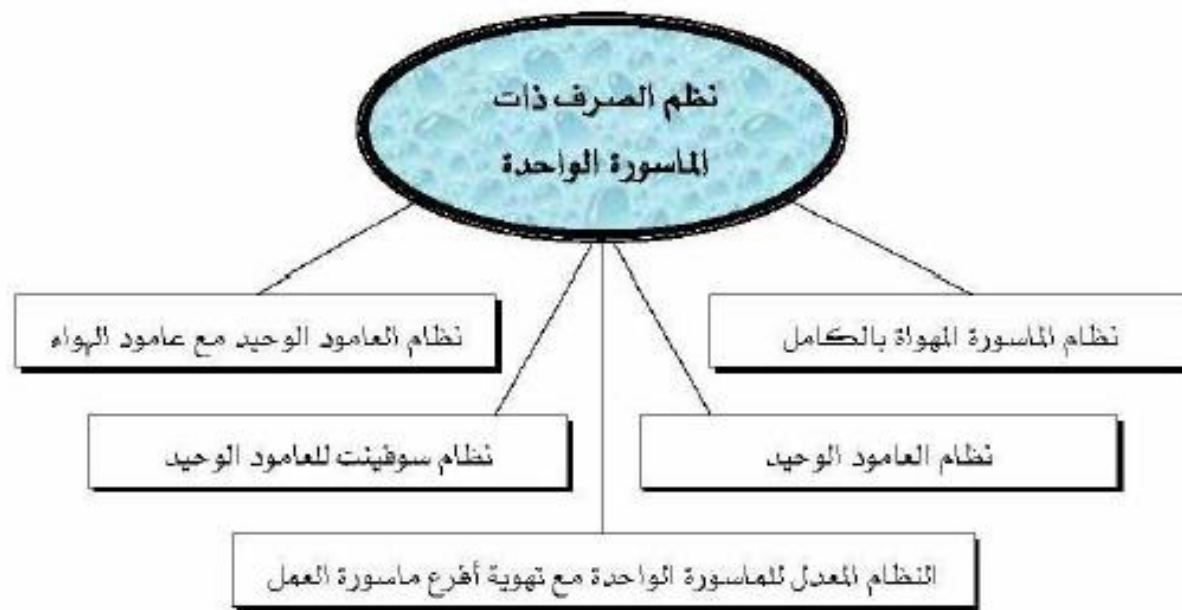 نظم الصرف ذات
الماسورة الواحدة
نظام الماسورة المهواة بالكامل
نظام العامود الوحيد مع عامود الهواء
نظام العامود الوحيد
نظام سوفينت للعامود الوحيد
النظام المعدل للماسورة الواحدة مع تهوية أفرع ماسورة العمل